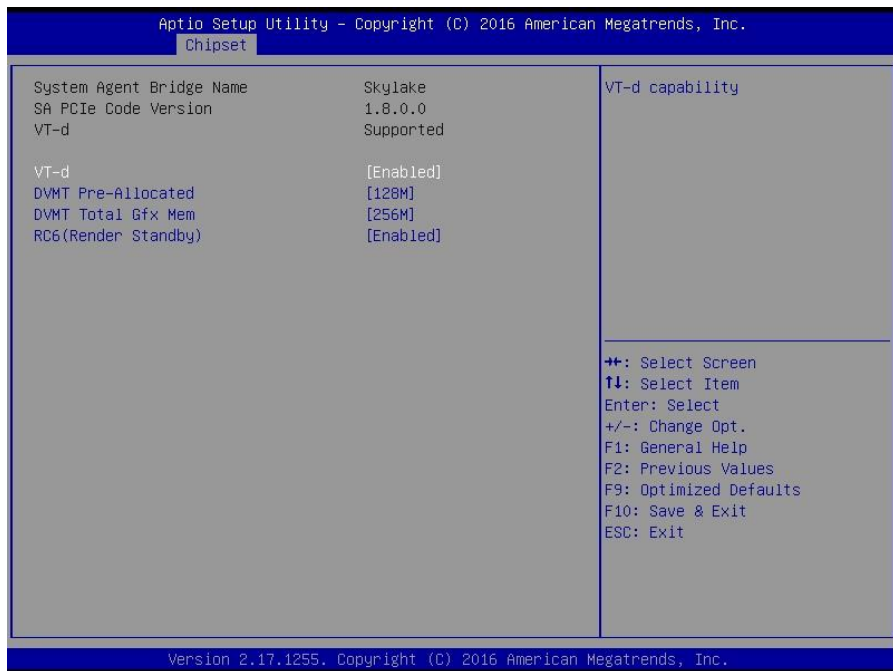 Aptio Setup Utility – Copyright (C) 2016 American Megatrends, Inc.
Chipset
System Agent Bridge Name Skylake
SA PCIe Code Version 1.8.0.0
VT-d Supported
VT-d [Enabled]
DVMT Pre-Allocated [128M]
DVMT Total Gfx Mem [256M]
RC6(Render Standby) [Enabled]
VT-d capability
→←: Select Screen
↑↓: Select Item
Enter: Select
+/-: Change Opt.
F1: General Help
F2: Previous Values
F9: Optimized Defaults
F10: Save & Exit
ESC: Exit
Version 2.17.1255. Copyright (C) 2016 American Megatrends, Inc.